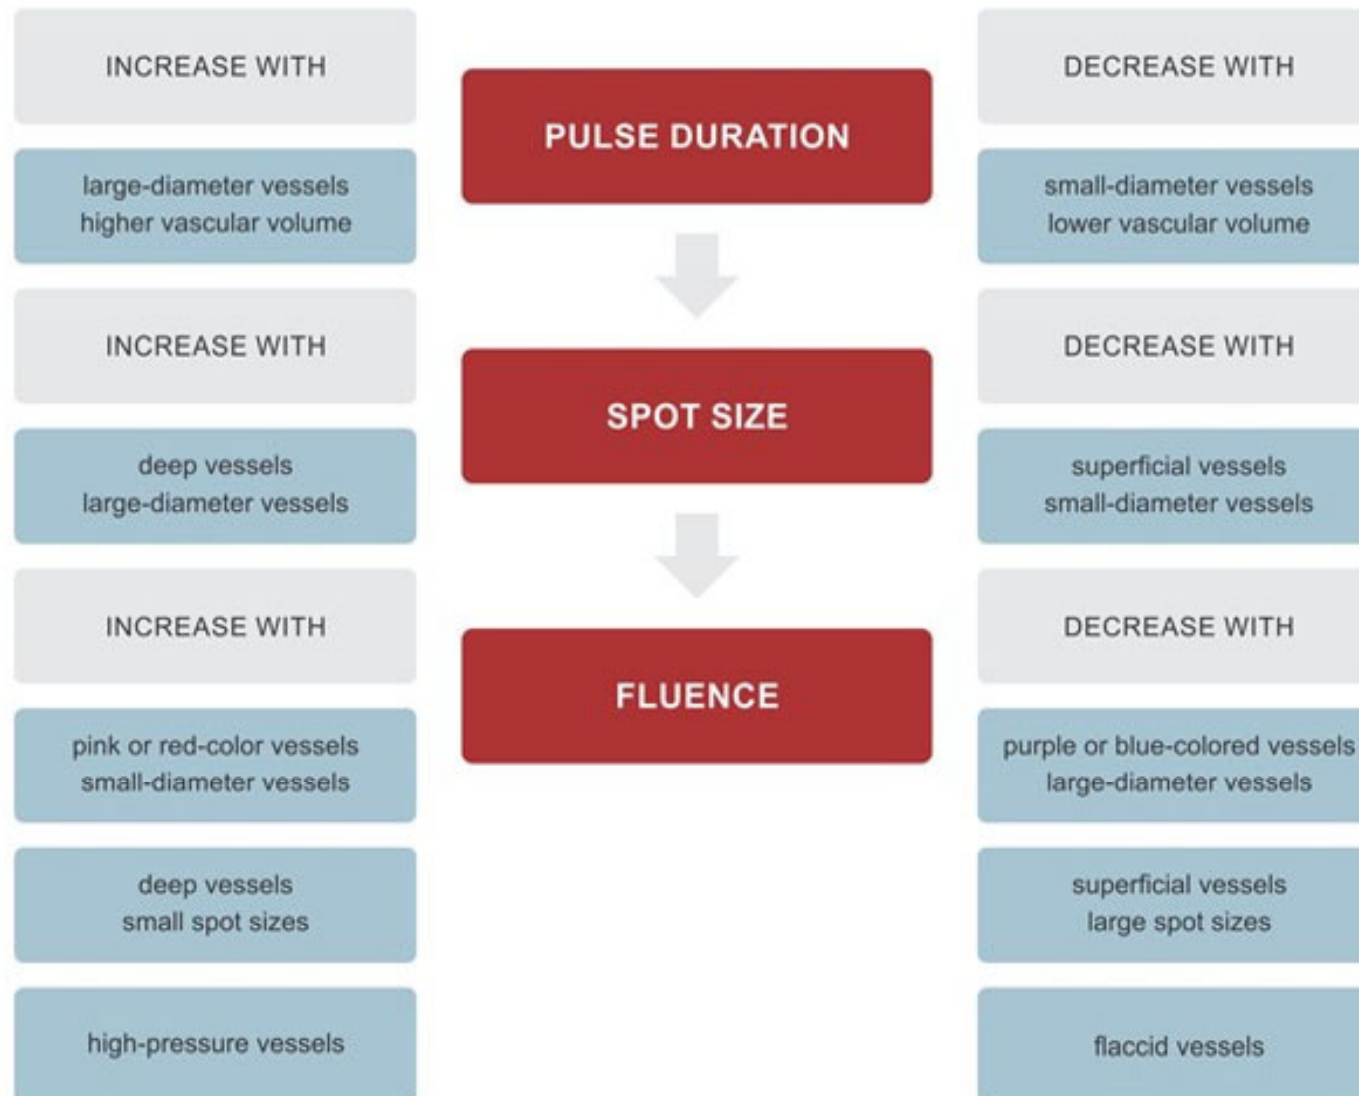 INCREASE WITH
PULSE DURATION
DECREASE WITH
large-diameter vessels
higher vascular volume
small-diameter vessels
lower vascular volume
INCREASE WITH
SPOT SIZE
DECREASE WITH
deep vessels
large-diameter vessels
superficial vessels
small-diameter vessels
INCREASE WITH
FLUENCE
DECREASE WITH
pink or red-color vessels
small-diameter vessels
purple or blue-colored vessels
large-diameter vessels
deep vessels
small spot sizes
superficial vessels
large spot sizes
high-pressure vessels
flaccid vessels